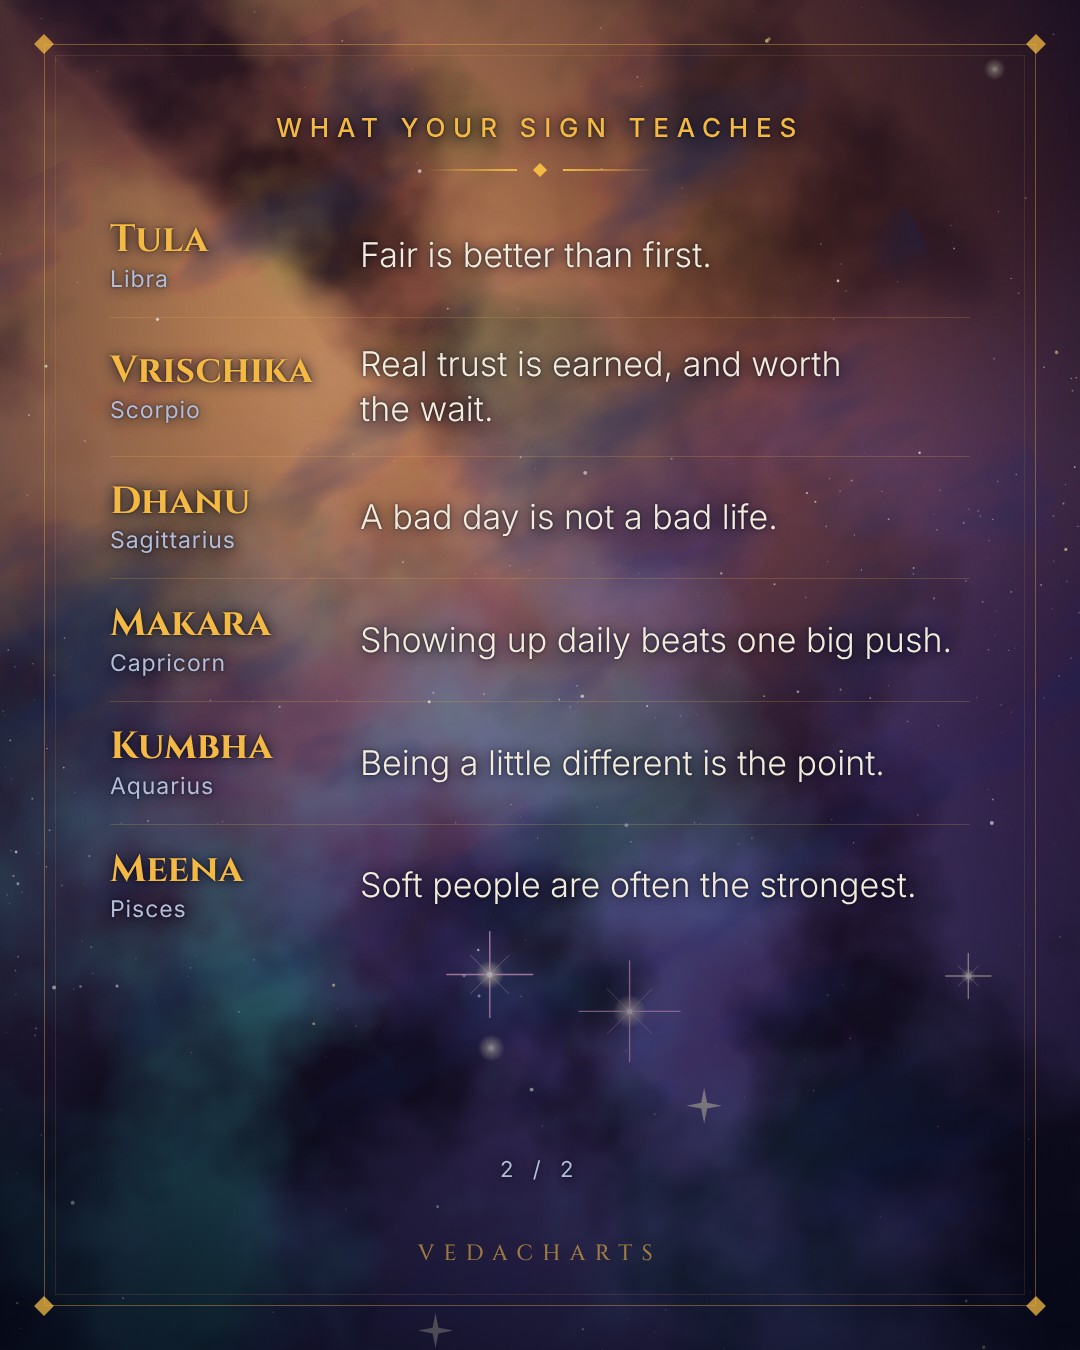 WHAT YOUR SIGN TEACHES
TULA
Libra
Fair is better than first.
VRISCHIKA
Scorpio
Real trust is earned, and worth
the wait.
DHANU
Sagittarius
A bad day is not a bad life.
MAKARA
Capricorn
Showing up daily beats one big push.
KUMBHA
Aquarius
Being a little different is the point.
MEENA
Pisces
Soft people are often the strongest.
2 / 2
VEDACHARTS